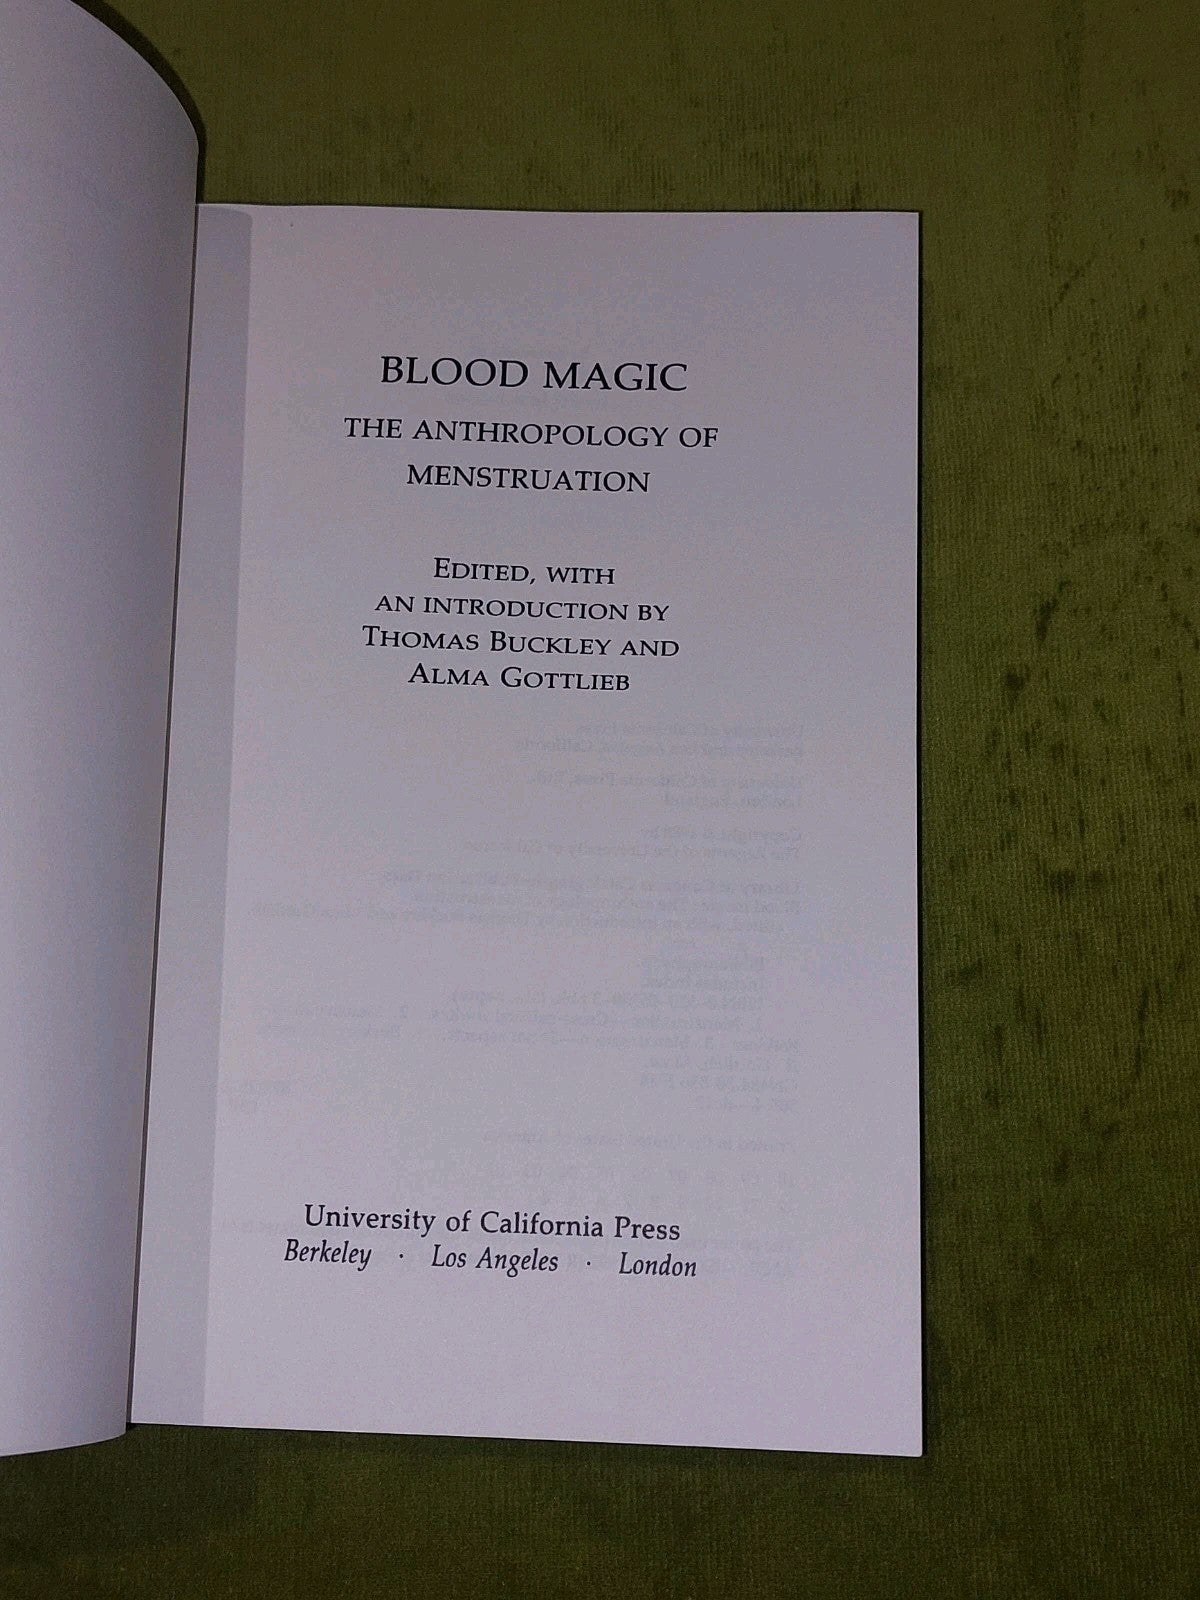 BLOOD MAGIC
THE ANTHROPOLOGY OF
MENSTRUATION
EDITED, WITH
AN INTRODUCTION BY
THOMAS BUCKLEY AND
ALMA GOTTLIEB
University of California Press
Berkeley · Los Angeles · London